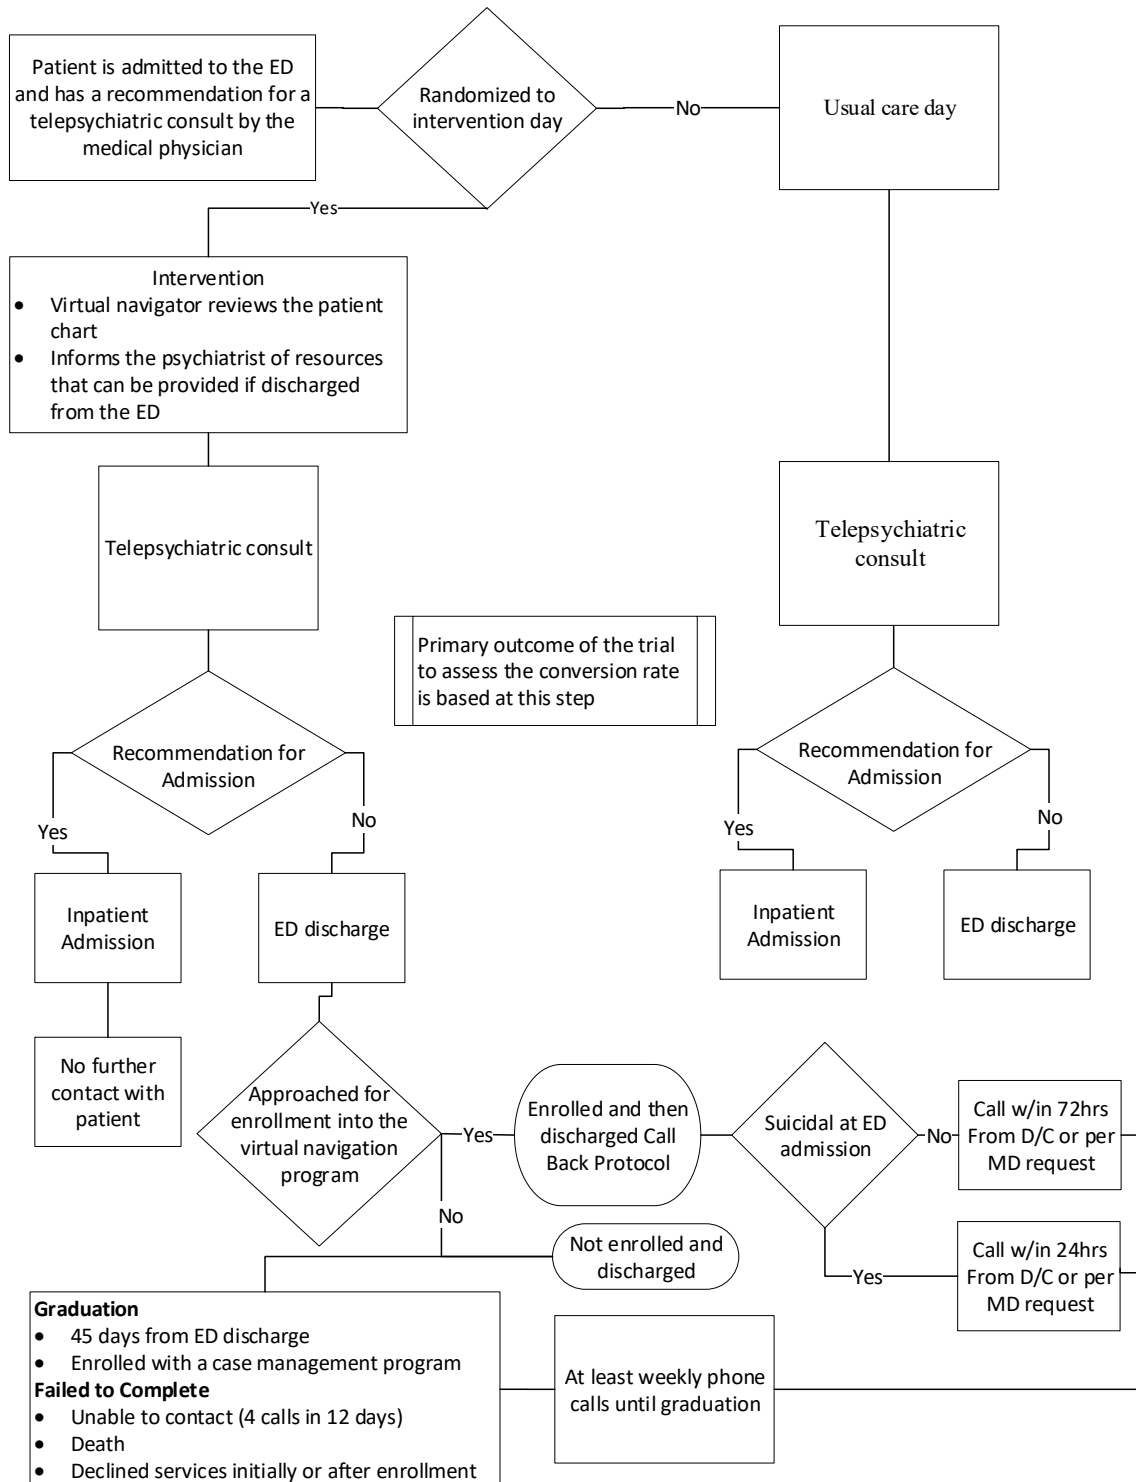 Patient is admitted to the ED
and has a recommendation for a
telepsychiatric consult by the
medical physician
Randomized to
intervention day
No
Usual care day
Yes
Intervention
• Virtual navigator reviews the patient
chart
• Informs the psychiatrist of resources
that can be provided if discharged
from the ED
Telepsychiatric consult
Telepsychiatric
consult
Primary outcome of the trial
to assess the conversion rate
is based at this step
Recommendation for
Admission
Yes
No
Inpatient
Admission
ED discharge
Recommendation for
Admission
Yes
No
Inpatient
Admission
ED discharge
No further
contact with
patient
Approached for
enrollment into the
virtual navigation
program
Yes
No
Enrolled and then
discharged Call
Back Protocol
Suicidal at ED
admission
No
Call w/in 72hrs
From D/C or per
MD request
Not enrolled and
discharged
Yes
Call w/in 24hrs
From D/C or per
MD request
Graduation
• 45 days from ED discharge
• Enrolled with a case management program
Failed to Complete
• Unable to contact (4 calls in 12 days)
• Death
• Declined services initially or after enrollment
At least weekly phone
calls until graduation